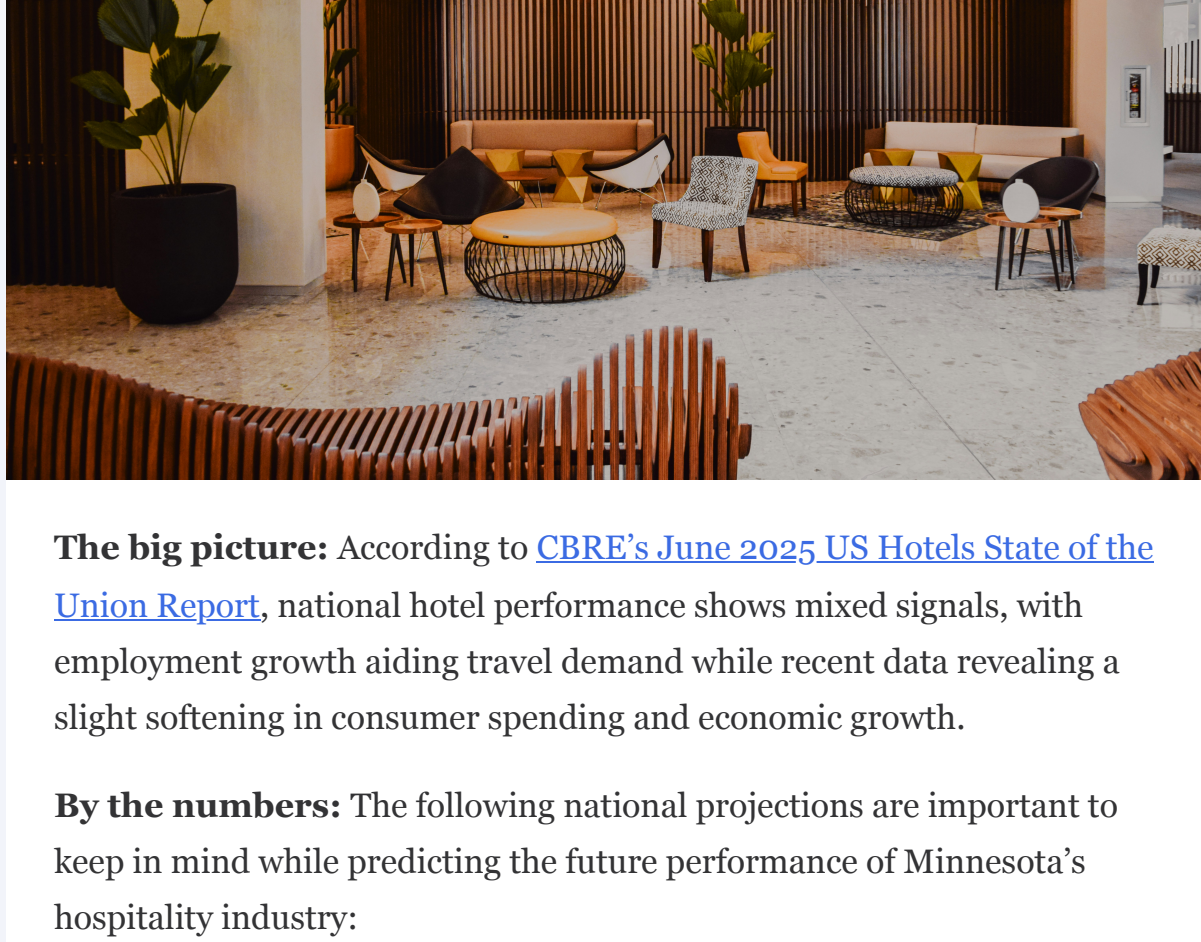 The big picture: According to CBRE’s June 2025 US Hotels State of the
Union Report, national hotel performance shows mixed signals, with
employment growth aiding travel demand while recent data revealing a
slight softening in consumer spending and economic growth.
By the numbers: The following national projections are important to
keep in mind while predicting the future performance of Minnesota’s
hospitality industry: